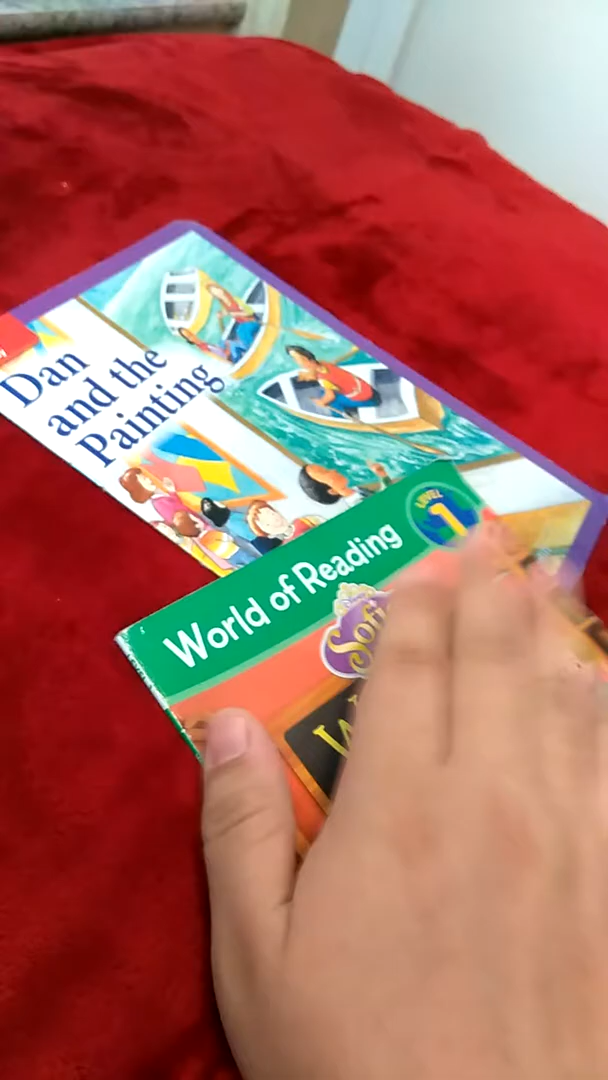 Dan
and the
Painting
World of Reading
LEVEL
1